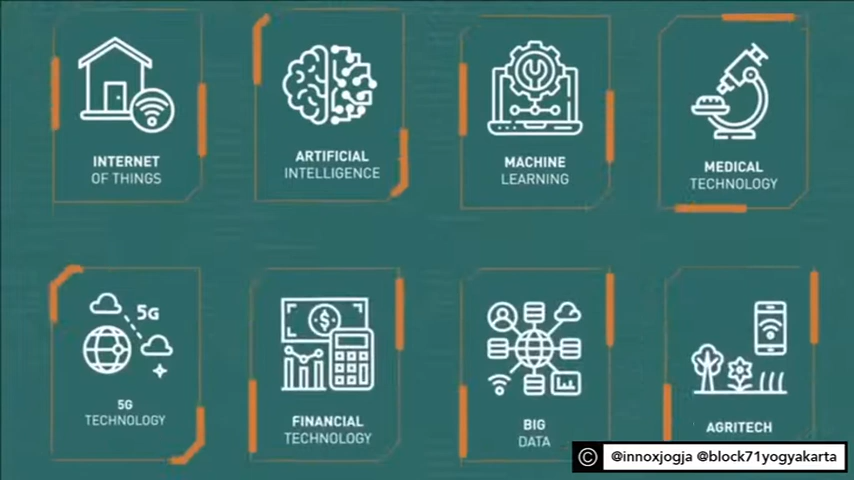 INTERNET
OF THINGS
ARTIFICIAL
INTELLIGENCE
MACHINE
LEARNING
MEDICAL
TECHNOLOGY
5G
5G
TECHNOLOGY
FINANCIAL
TECHNOLOGY
BIG
DATA
AGRITECH
© @innoxjogja @block71yogyakarta